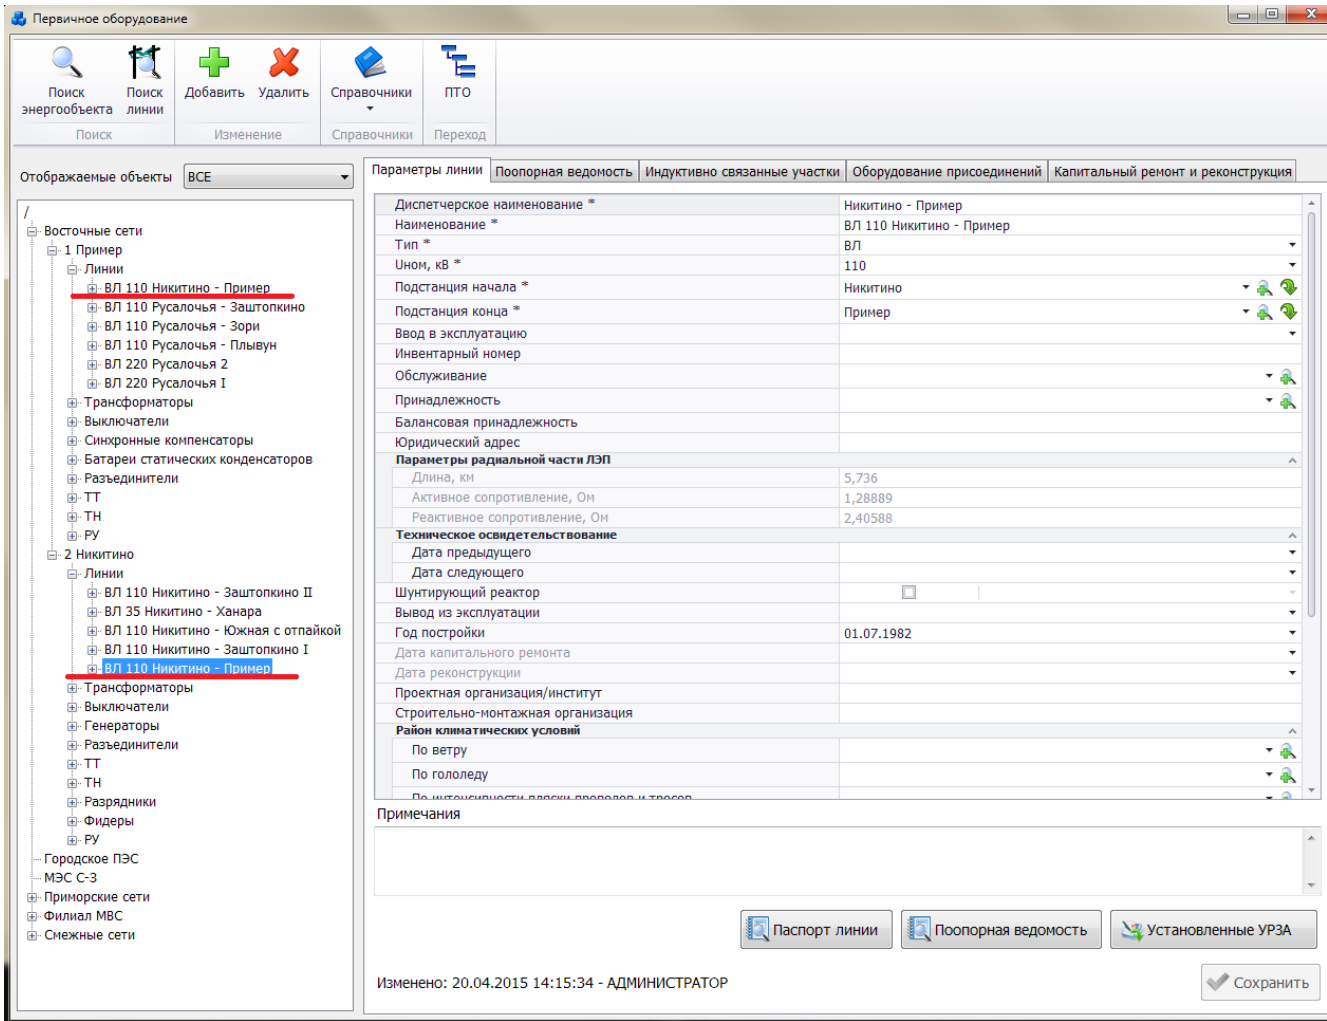 Первичное оборудование
Поиск энергообъекта
Поиск линии
Добавить
Удалить
Справочники
ПТО
Поиск
Изменение
Справочники
Переход
Отображаемые объекты
ВСЕ
/
Восточные сети
1 Пример
Линии
ВЛ 110 Никитино - Пример
ВЛ 110 Русалочья - Заштопкино
ВЛ 110 Русалочья - Зори
ВЛ 110 Русалочья - Плывун
ВЛ 220 Русалочья 2
ВЛ 220 Русалочья I
Трансформаторы
Выключатели
Синхронные компенсаторы
Батареи статических конденсаторов
Разъединители
ТТ
ТН
РУ
2 Никитино
Линии
ВЛ 110 Никитино - Заштопкино II
ВЛ 35 Никитино - Ханара
ВЛ 110 Никитино - Южная с отпайкой
ВЛ 110 Никитино - Заштопкино I
ВЛ 110 Никитино - Пример
Трансформаторы
Выключатели
Генераторы
Разъединители
ТТ
ТН
Разрядники
Фидеры
РУ
Городское ПЭС
МЭС С-3
Приморские сети
Филиал МВС
Смежные сети
Параметры линии
Поопорная ведомость
Индуктивно связанные участки
Оборудование присоединений
Капитальный ремонт и реконструкция
Диспетчерское наименование * Никитино - Пример
Наименование * ВЛ 110 Никитино - Пример
Тип * ВЛ
Uном, кВ * 110
Подстанция начала * Никитино
Подстанция конца * Пример
Ввод в эксплуатацию
Инвентарный номер
Обслуживание
Принадлежность
Балансовая принадлежность
Юридический адрес
Параметры радиальной части ЛЭП
Длина, км 5,736
Активное сопротивление, Ом 1,28889
Реактивное сопротивление, Ом 2,40588
Техническое освидетельствование
Дата предыдущего
Дата следующего
Шунтирующий реактор
Вывод из эксплуатации
Год постройки 01.07.1982
Дата капитального ремонта
Дата реконструкции
Проектная организация/институт
Строительно-монтажная организация
Район климатических условий
По ветру
По гололеду
По интенсивности пляски проводов и тросов
Примечания
Паспорт линии
Поопорная ведомость
Установленные УРЗА
Изменено: 20.04.2015 14:15:34 - АДМИНИСТРАТОР
Сохранить